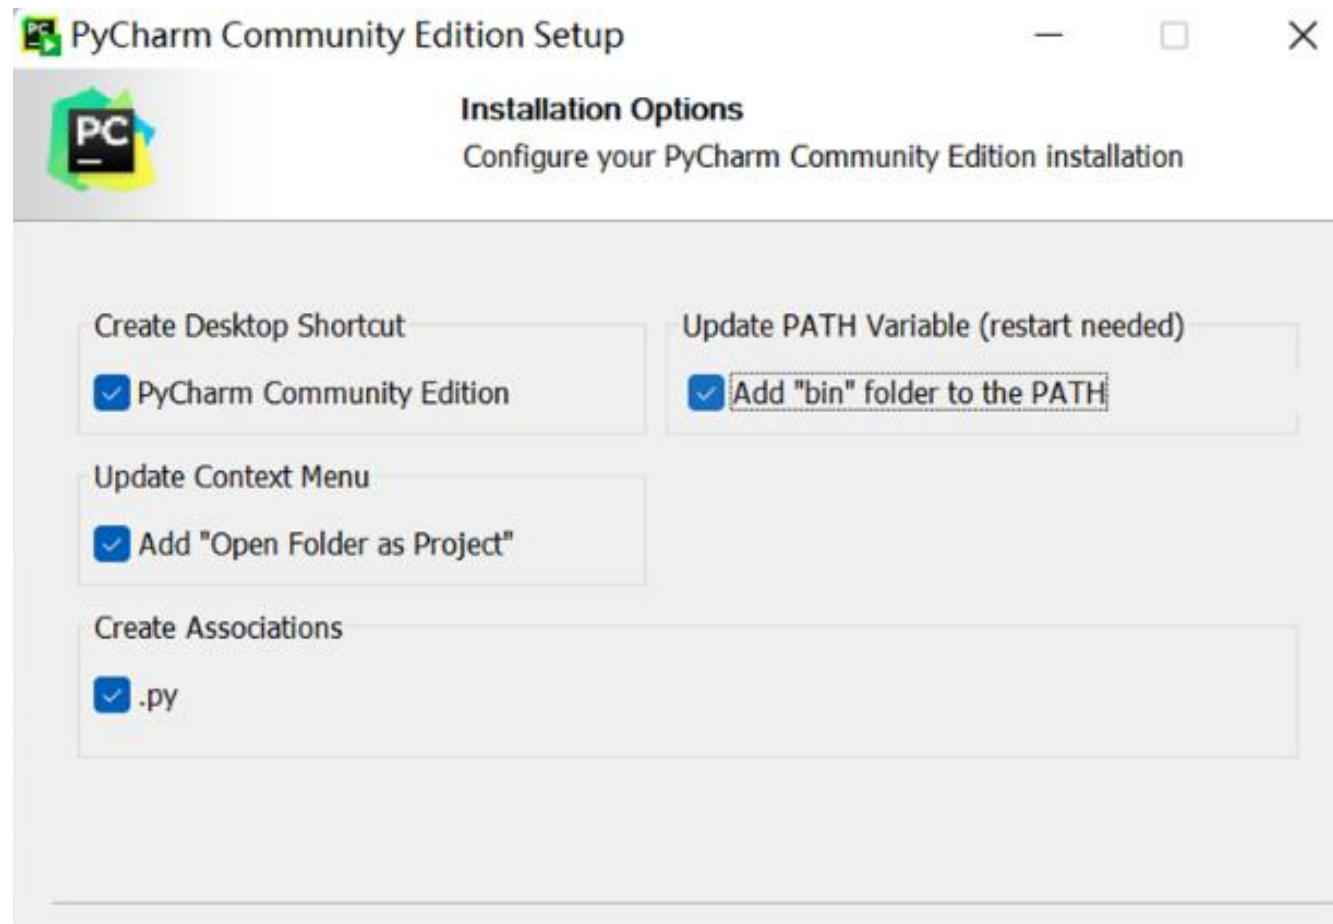 PyCharm Community Edition Setup
PC
Installation Options
Configure your PyCharm Community Edition installation
Create Desktop Shortcut
PyCharm Community Edition
Update PATH Variable (restart needed)
Add "bin" folder to the PATH
Update Context Menu
Add "Open Folder as Project"
Create Associations
.py